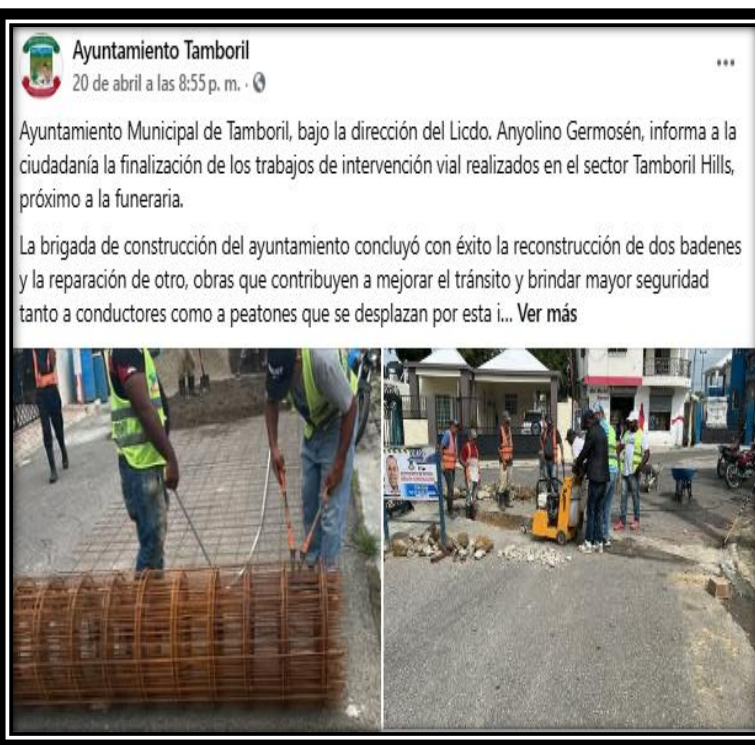 Ayuntamiento Tamboril
20 de abril a las 8:55 p. m. ·
Ayuntamiento Municipal de Tamboril, bajo la dirección del Licdo. Anyolino Germosén, informa a la
ciudadanía la finalización de los trabajos de intervención vial realizados en el sector Tamboril Hills,
próximo a la funeraria.
La brigada de construcción del ayuntamiento concluyó con éxito la reconstrucción de dos badenes
y la reparación de otro, obras que contribuyen a mejorar el tránsito y brindar mayor seguridad
tanto a conductores como a peatones que se desplazan por esta i... Ver más